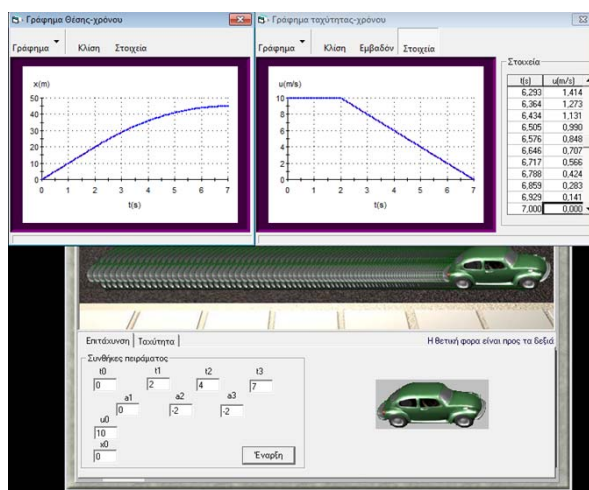 Γράφημα Θέσης-χρόνου
Γράφημα
Κλίση
Στοιχεία
x(m)
50
40
30
20
10
0
0 1 2 3 4 5 6 7
t(s)
Γράφημα ταχύτητας-χρόνου
Γράφημα
Κλίση
Εμβαδόν
Στοιχεία
u(m/s)
10
8
6
4
2
0
0 1 2 3 4 5 6 7
t(s)
Στοιχεία
t(s) u(m/s)
6,293 1,414
6,364 1,273
6,434 1,131
6,505 0,990
6,576 0,848
6,646 0,707
6,717 0,566
6,788 0,424
6,859 0,283
6,929 0,141
7,000 0,000
Επιτάχυνση Ταχύτητα
Η θετική φορα είναι προς τα δεξιά
Συνθήκες πειράματος
t0 t1 t2 t3
0 2 4 7
a1 a2 a3
0 -2 -2
u0
10
x0
0
Έναρξη